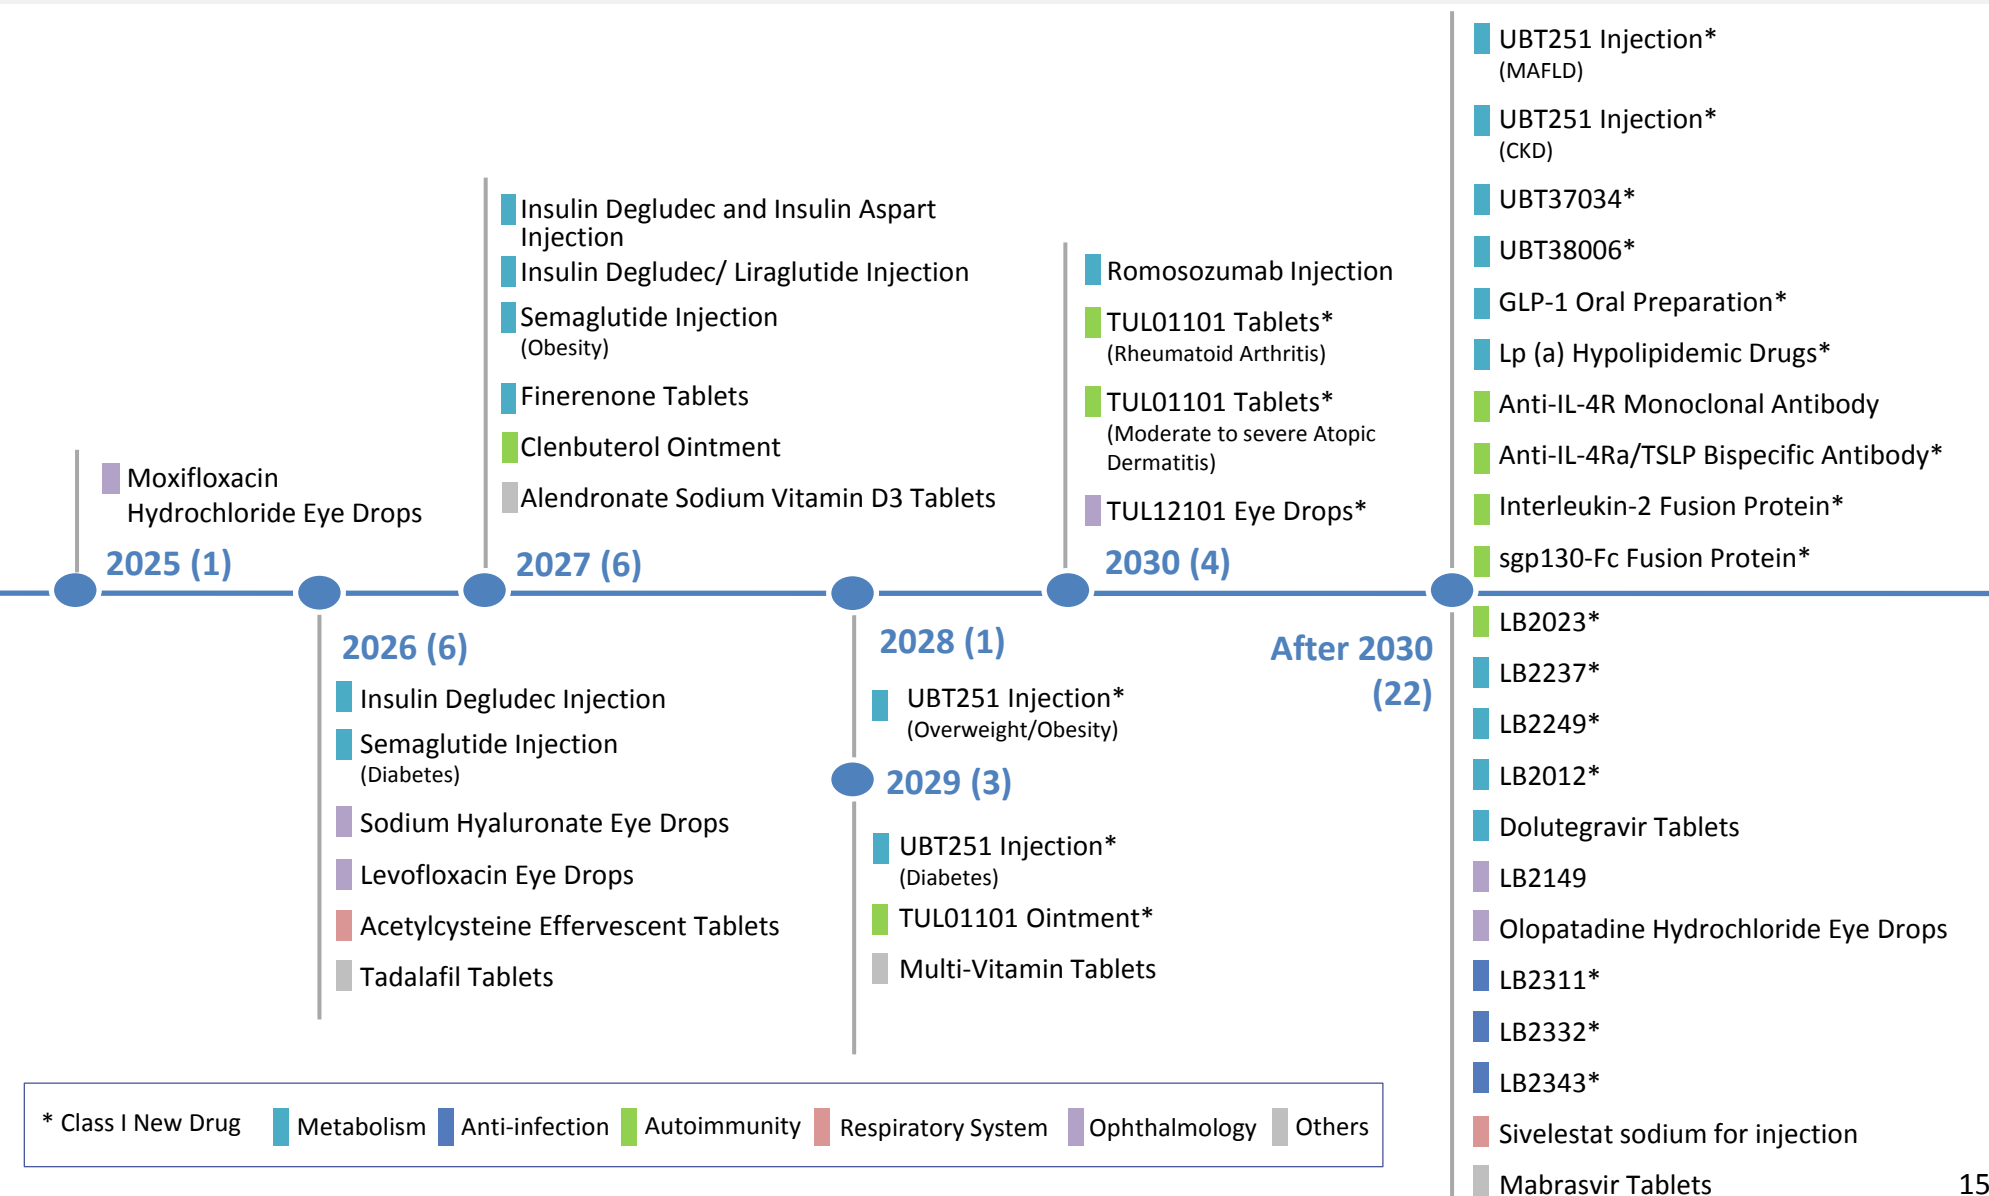 Moxifloxacin
Hydrochloride Eye Drops
2025 (1)
2026 (6)
Insulin Degludec Injection
Semaglutide Injection
(Diabetes)
Sodium Hyaluronate Eye Drops
Levofloxacin Eye Drops
Acetylcysteine Effervescent Tablets
Tadalafil Tablets
Insulin Degludec and Insulin Aspart
Injection
Insulin Degludec/ Liraglutide Injection
Semaglutide Injection
(Obesity)
Finerenone Tablets
Clenbuterol Ointment
Alendronate Sodium Vitamin D3 Tablets
2027 (6)
2028 (1)
UBT251 Injection*
(Overweight/Obesity)
2029 (3)
UBT251 Injection*
(Diabetes)
TUL01101 Ointment*
Multi-Vitamin Tablets
Romosozumab Injection
TUL01101 Tablets*
(Rheumatoid Arthritis)
TUL01101 Tablets*
(Moderate to severe Atopic
Dermatitis)
TUL12101 Eye Drops*
2030 (4)
After 2030
(22)
UBT251 Injection*
(MAFLD)
UBT251 Injection*
(CKD)
UBT37034*
UBT38006*
GLP-1 Oral Preparation*
Lp (a) Hypolipidemic Drugs*
Anti-IL-4R Monoclonal Antibody
Anti-IL-4Ra/TSLP Bispecific Antibody*
Interleukin-2 Fusion Protein*
sgp130-Fc Fusion Protein*
LB2023*
LB2237*
LB2249*
LB2012*
Dolutegravir Tablets
LB2149
Olopatadine Hydrochloride Eye Drops
LB2311*
LB2332*
LB2343*
Sivelestat sodium for injection
Mabrasvir Tablets
* Class I New Drug Metabolism Anti-infection Autoimmunity Respiratory System Ophthalmology Others
15